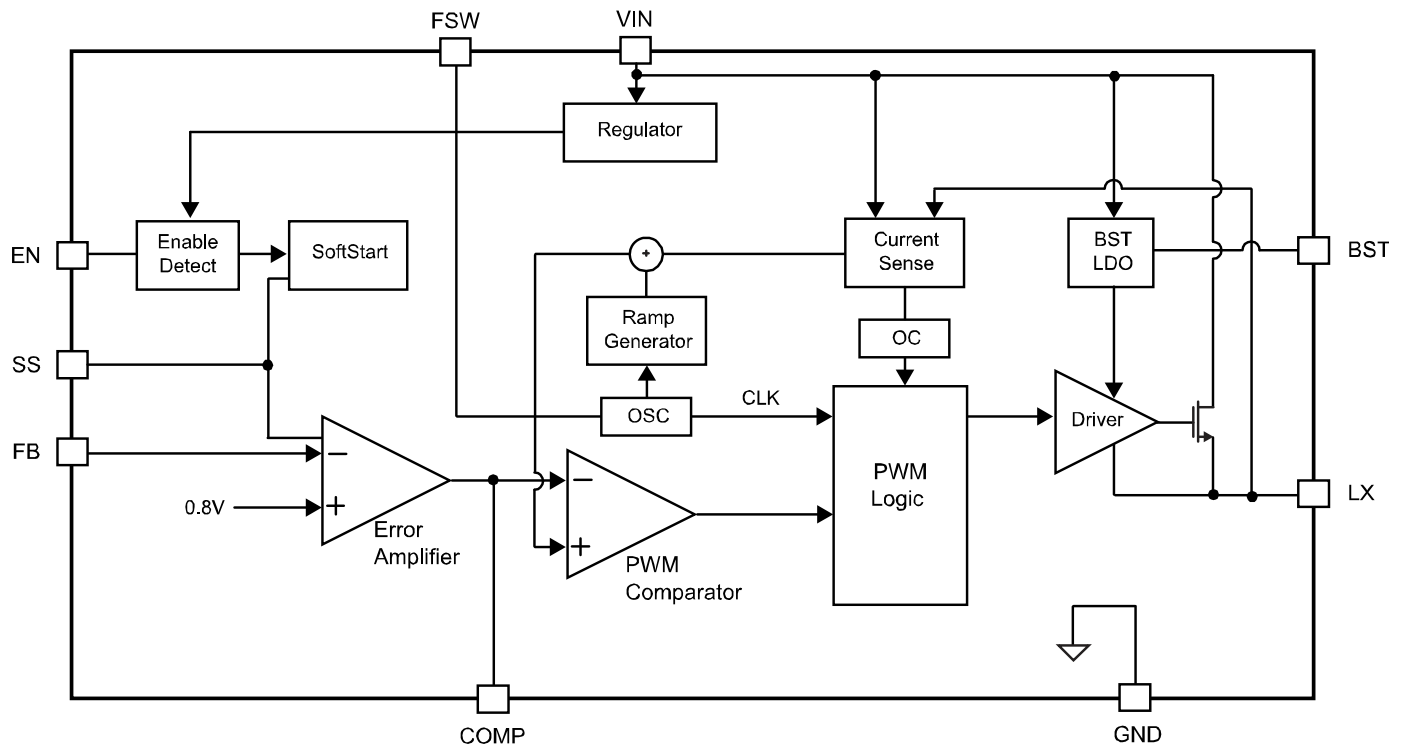 FSW
VIN
Regulator
EN
Enable
Detect
SoftStart
+
Current
Sense
BST
LDO
BST
Ramp
Generator
OC
SS
OSC
CLK
Driver
FB
−
0.8V
+
Error
Amplifier
−
+
PWM
Comparator
PWM
Logic
LX
COMP
GND